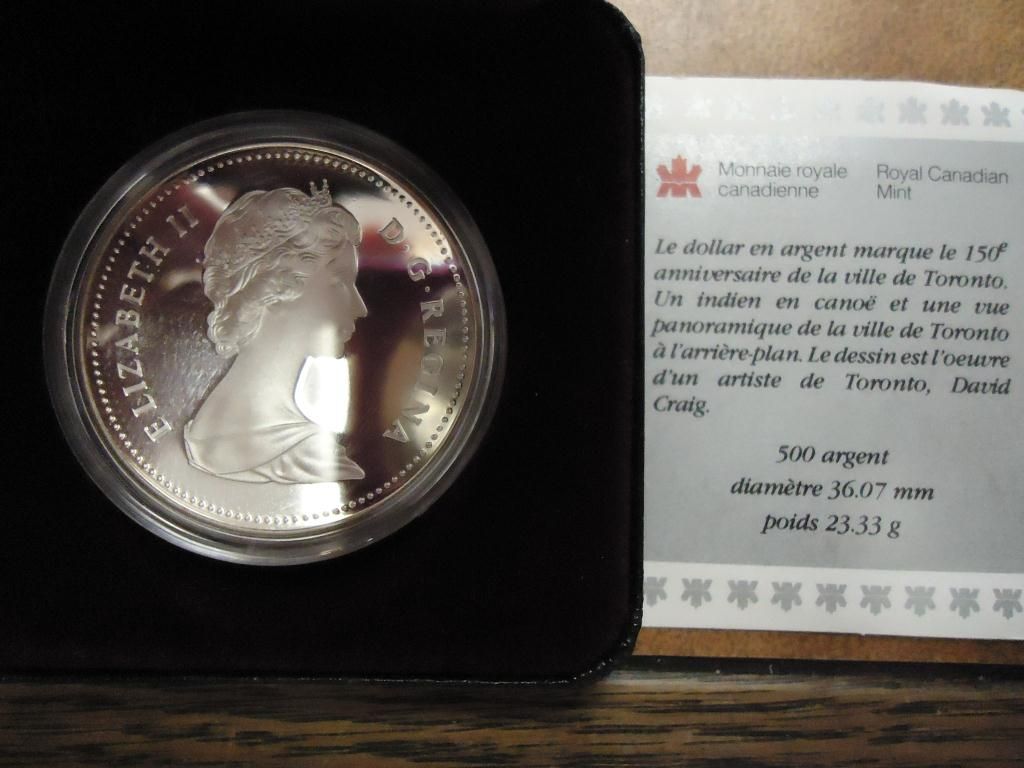 ELIZABETH II D.G. REGINA
Monnaie royale
canadienne
Royal Canadian
Mint
Le dollar en argent marque le 150e
anniversaire de la ville de Toronto.
Un indien en canoë et une vue
panoramique de la ville de Toronto
à l'arrière-plan. Le dessin est l'oeuvre
d'un artiste de Toronto, David
Craig.
500 argent
diamètre 36.07 mm
poids 23.33 g